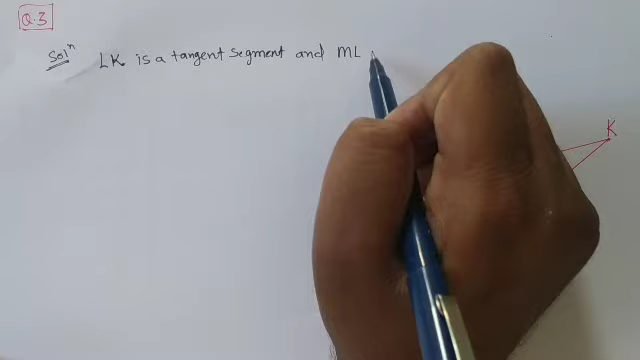 Q.3
Solⁿ LK is a tangent segment and ML
K